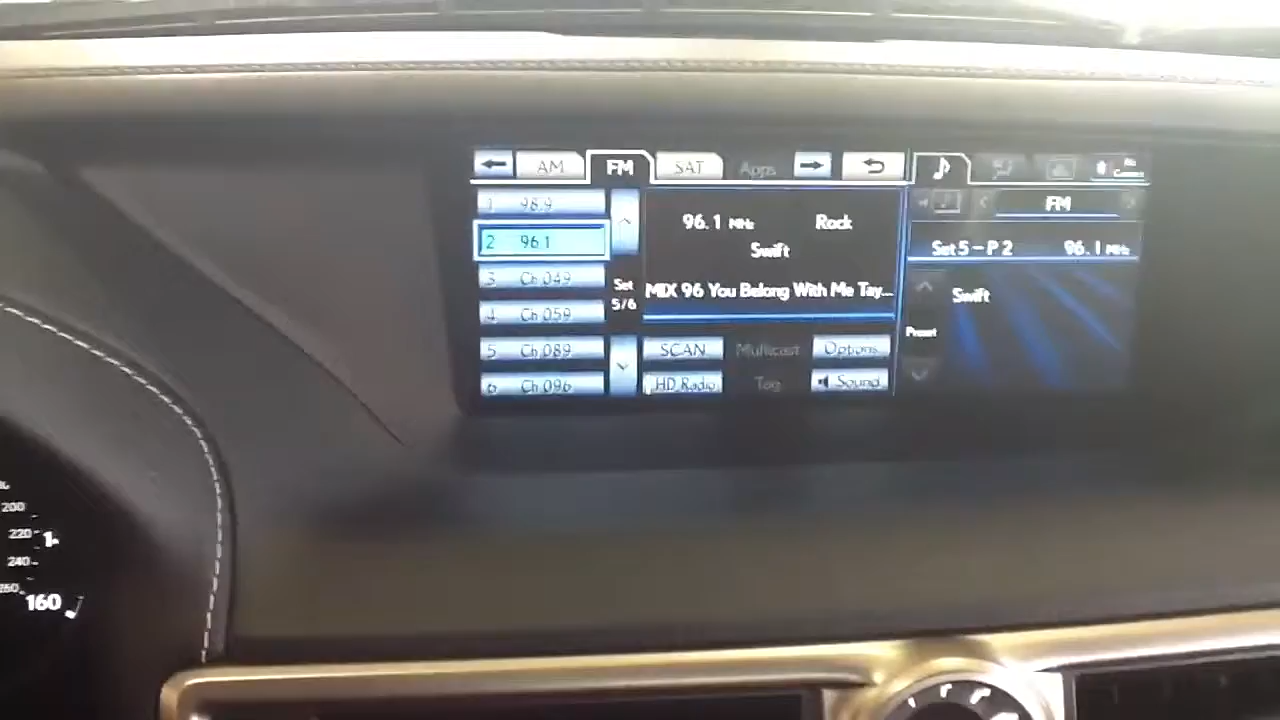 AM FM SAT Apps
1 98.9
2 96.1
3 Ch 049
4 Ch 059
5 Ch 089
6 Ch 096
Set
5/6
96.1 MHz Rock
Swift
MIX 96 You Belong With Me Tay...
SCAN Multicast Options
HD Radio Tag Sound
No
Connect
FM
Set 5-P 2 96.1 MHz
Swift
Preset
200
220
240
260
160